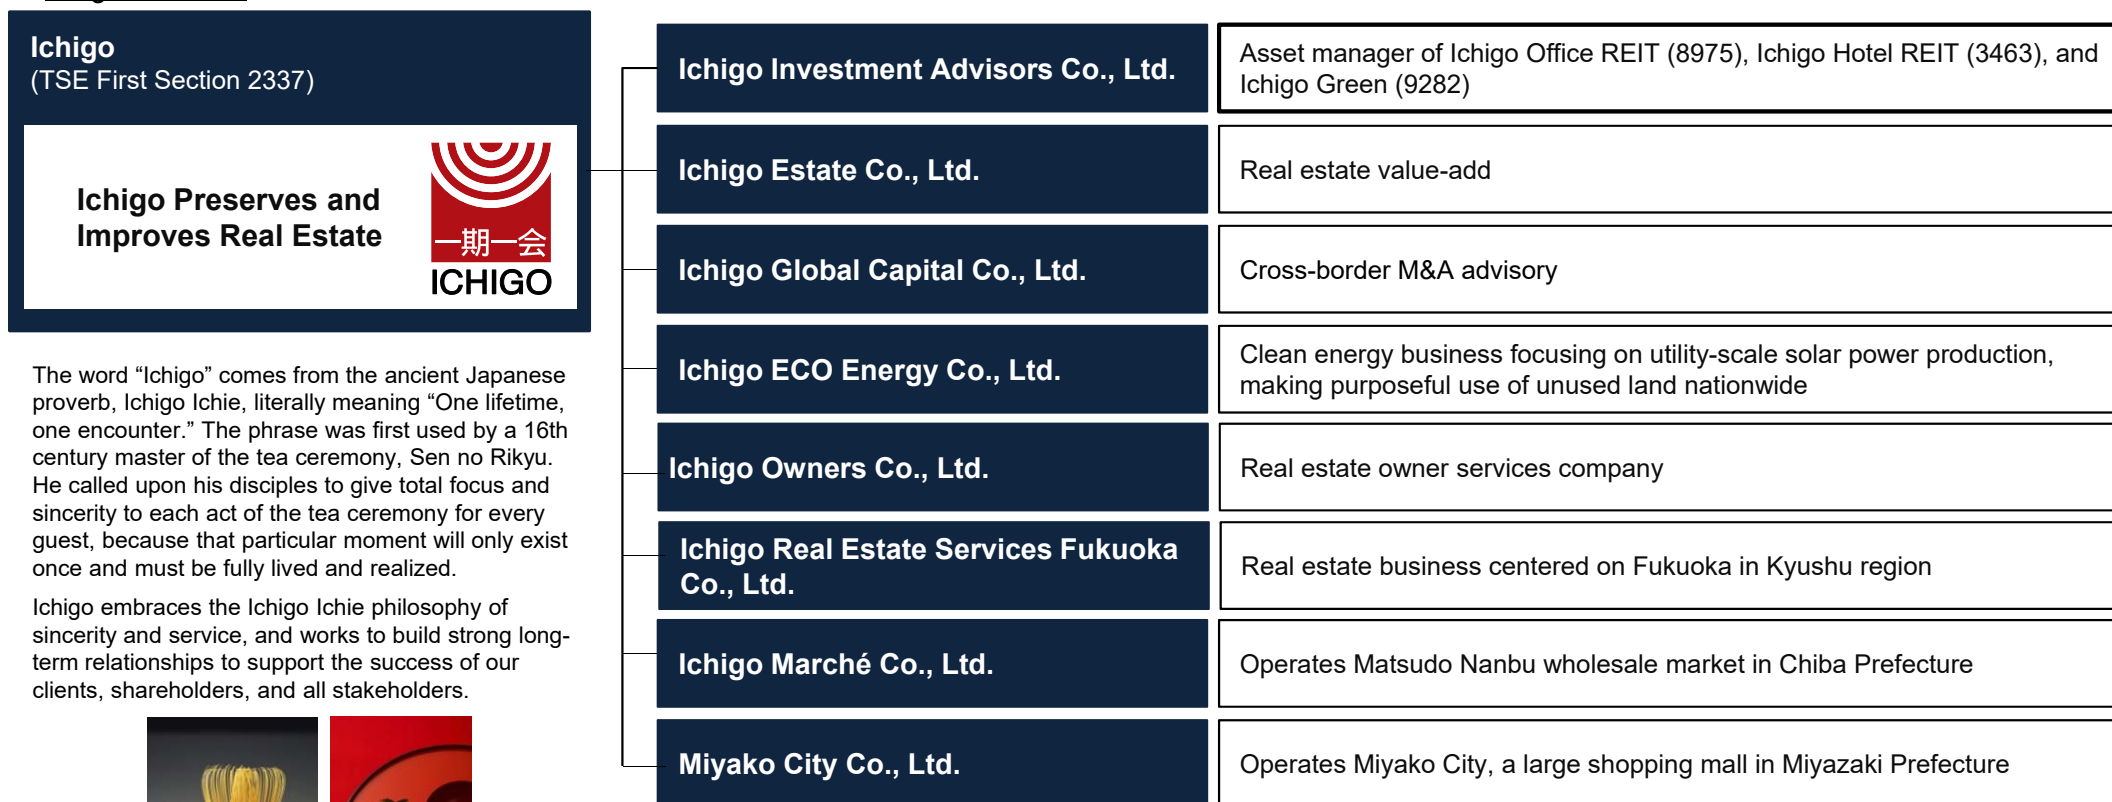 Ichigo
(TSE First Section 2337)
Ichigo Preserves and
Improves Real Estate
一期一会
ICHIGO
The word “Ichigo” comes from the ancient Japanese
proverb, Ichigo Ichie, literally meaning “One lifetime,
one encounter.” The phrase was first used by a 16th
century master of the tea ceremony, Sen no Rikyu.
He called upon his disciples to give total focus and
sincerity to each act of the tea ceremony for every
guest, because that particular moment will only exist
once and must be fully lived and realized.
Ichigo embraces the Ichigo Ichie philosophy of
sincerity and service, and works to build strong long-
term relationships to support the success of our
clients, shareholders, and all stakeholders.
Ichigo Investment Advisors Co., Ltd.
Asset manager of Ichigo Office REIT (8975), Ichigo Hotel REIT (3463), and
Ichigo Green (9282)
Ichigo Estate Co., Ltd.
Real estate value-add
Ichigo Global Capital Co., Ltd.
Cross-border M&A advisory
Ichigo ECO Energy Co., Ltd.
Clean energy business focusing on utility-scale solar power production,
making purposeful use of unused land nationwide
Ichigo Owners Co., Ltd.
Real estate owner services company
Ichigo Real Estate Services Fukuoka
Co., Ltd.
Real estate business centered on Fukuoka in Kyushu region
Ichigo Marché Co., Ltd.
Operates Matsudo Nanbu wholesale market in Chiba Prefecture
Miyako City Co., Ltd.
Operates Miyako City, a large shopping mall in Miyazaki Prefecture